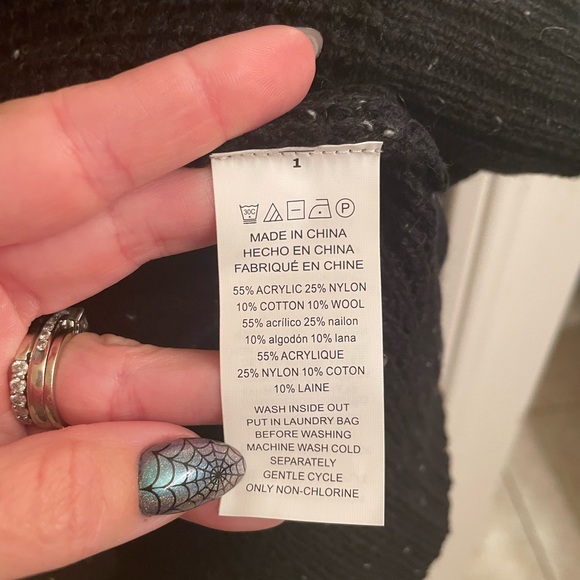 1
30C
P
MADE IN CHINA
HECHO EN CHINA
FABRIQUÉ EN CHINE
55% ACRYLIC 25% NYLON
10% COTTON 10% WOOL
55% acrílico 25% nailon
10% algodón 10% lana
55% ACRYLIQUE
25% NYLON 10% COTON
10% LAINE
WASH INSIDE OUT
PUT IN LAUNDRY BAG
BEFORE WASHING
MACHINE WASH COLD
SEPARATELY
GENTLE CYCLE
ONLY NON-CHLORINE